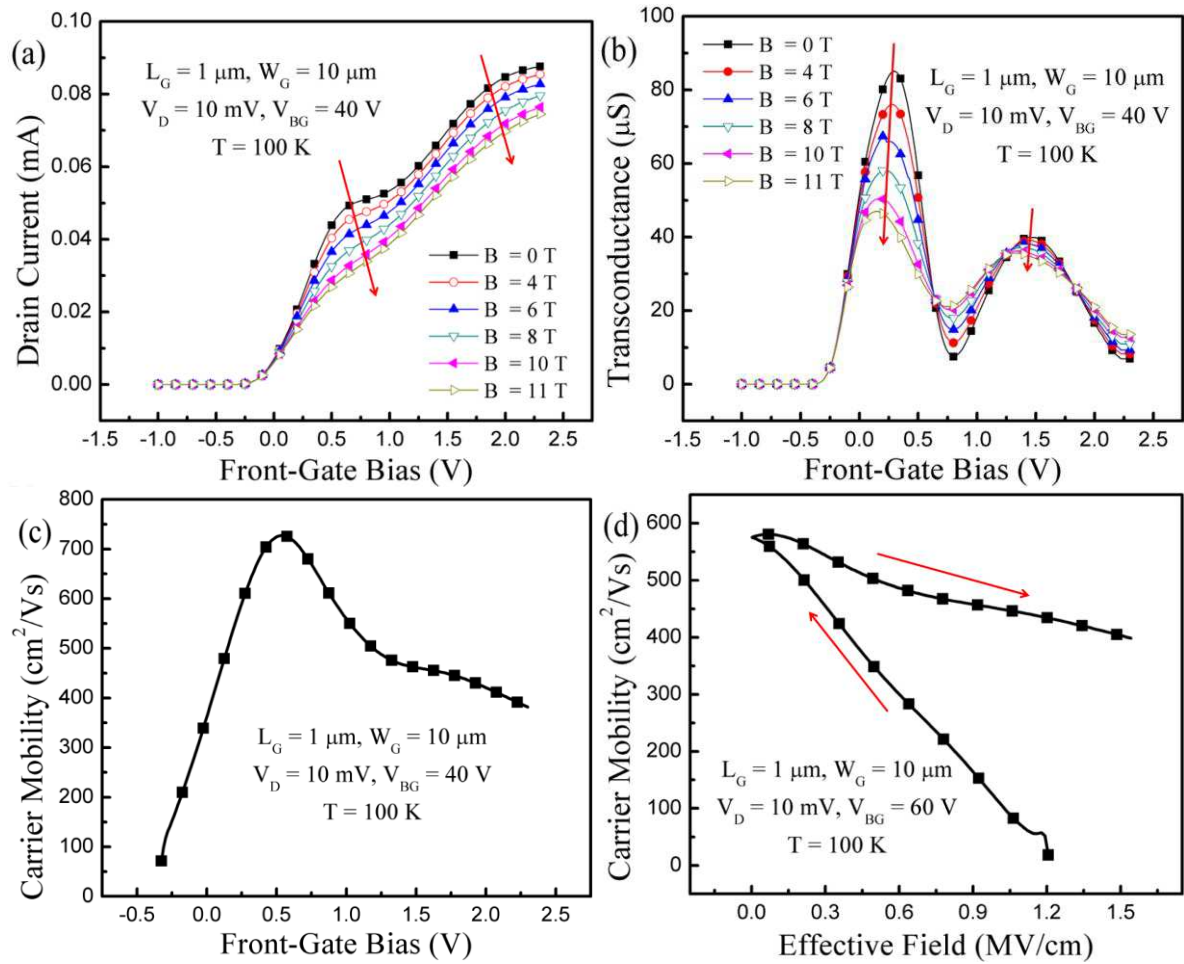 (a)
L_G = 1 μm, W_G = 10 μm
V_D = 10 mV, V_BG = 40 V
T = 100 K
B = 0 T
B = 4 T
B = 6 T
B = 8 T
B = 10 T
B = 11 T
0.10
0.08
0.06
0.04
0.02
0.00
Drain Current (mA)
-1.5 -1.0 -0.5 0.0 0.5 1.0 1.5 2.0 2.5
Front-Gate Bias (V)
(b)
B = 0 T
B = 4 T
B = 6 T
B = 8 T
B = 10 T
B = 11 T
L_G = 1 μm, W_G = 10 μm
V_D = 10 mV, V_BG = 40 V
T = 100 K
100
80
60
40
20
0
Transconductance (μS)
-1.5 -1.0 -0.5 0.0 0.5 1.0 1.5 2.0 2.5
Front-Gate Bias (V)
(c)
800
700
600
500
400
300
200
100
0
Carrier Mobility (cm²/Vs)
L_G = 1 μm, W_G = 10 μm
V_D = 10 mV, V_BG = 40 V
T = 100 K
-0.5 0.0 0.5 1.0 1.5 2.0 2.5
Front-Gate Bias (V)
(d)
600
500
400
300
200
100
0
Carrier Mobility (cm²/Vs)
L_G = 1 μm, W_G = 10 μm
V_D = 10 mV, V_BG = 60 V
T = 100 K
0.0 0.3 0.6 0.9 1.2 1.5
Effective Field (MV/cm)